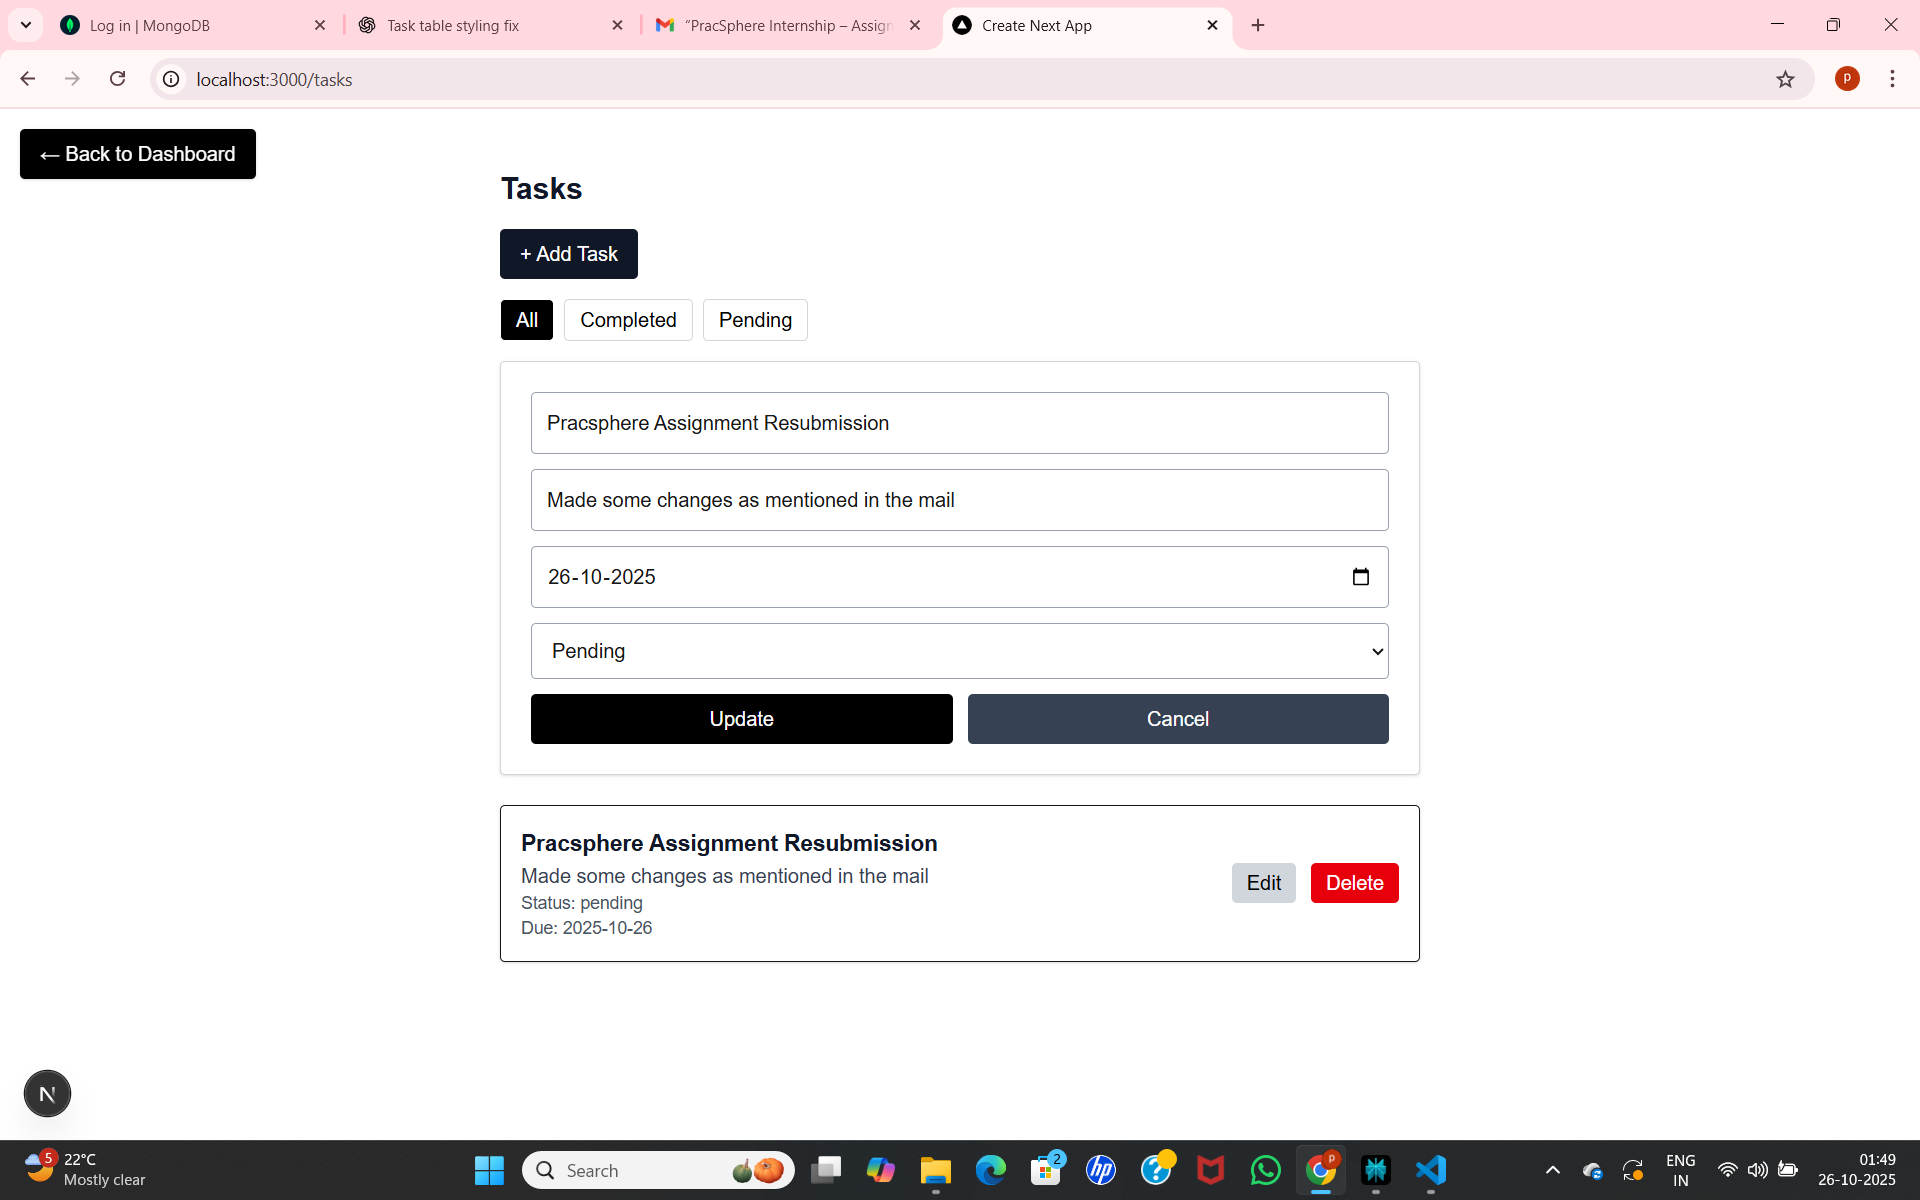 Log in | MongoDB
Task table styling fix
“PracSphere Internship – Assign
Create Next App
localhost:3000/tasks
P
← Back to Dashboard
Tasks
+ Add Task
All
Completed
Pending
Pracsphere Assignment Resubmission
Made some changes as mentioned in the mail
26-10-2025
Pending
Update
Cancel
Pracsphere Assignment Resubmission
Made some changes as mentioned in the mail
Status: pending
Due: 2025-10-26
Edit
Delete
N
5
22°C
Mostly clear
Search
2
hp
P
ENG
IN
01:49
26-10-2025